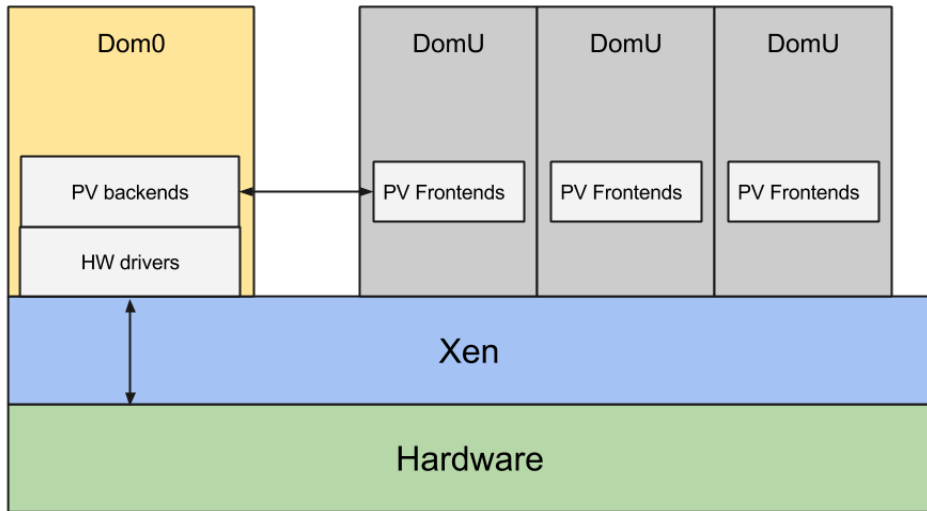 Dom0
DomU
DomU
DomU
PV backends
PV Frontends
PV Frontends
PV Frontends
HW drivers
Xen
Hardware